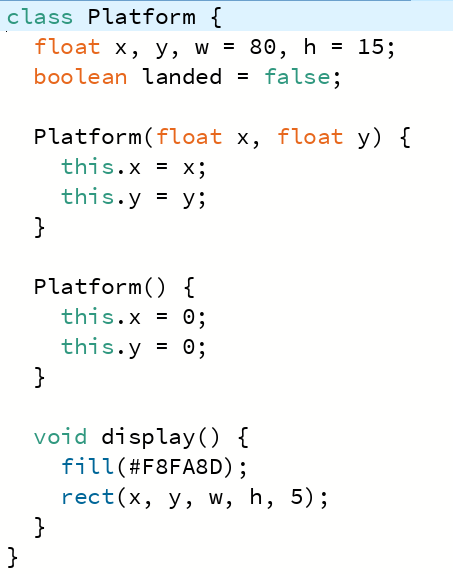 class Platform {
  float x, y, w = 80, h = 15;
  boolean landed = false;

  Platform(float x, float y) {
    this.x = x;
    this.y = y;
  }

  Platform() {
    this.x = 0;
    this.y = 0;
  }

  void display() {
    fill(#F8FA8D);
    rect(x, y, w, h, 5);
  }
}